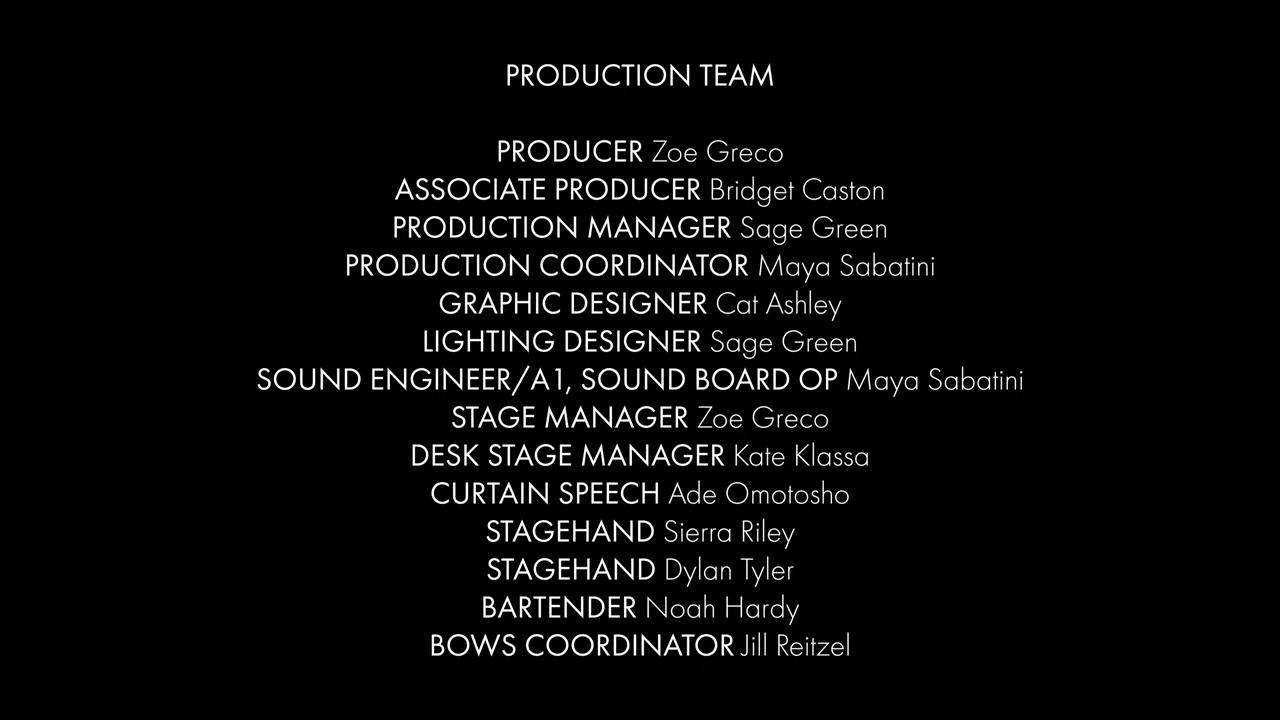 PRODUCTION TEAM
PRODUCER Zoe Greco
ASSOCIATE PRODUCER Bridget Caston
PRODUCTION MANAGER Sage Green
PRODUCTION COORDINATOR Maya Sabatini
GRAPHIC DESIGNER Cat Ashley
LIGHTING DESIGNER Sage Green
SOUND ENGINEER/A1, SOUND BOARD OP Maya Sabatini
STAGE MANAGER Zoe Greco
DESK STAGE MANAGER Kate Klassa
CURTAIN SPEECH Ade Omotosho
STAGEHAND Sierra Riley
STAGEHAND Dylan Tyler
BARTENDER Noah Hardy
BOWS COORDINATOR Jill Reitzel